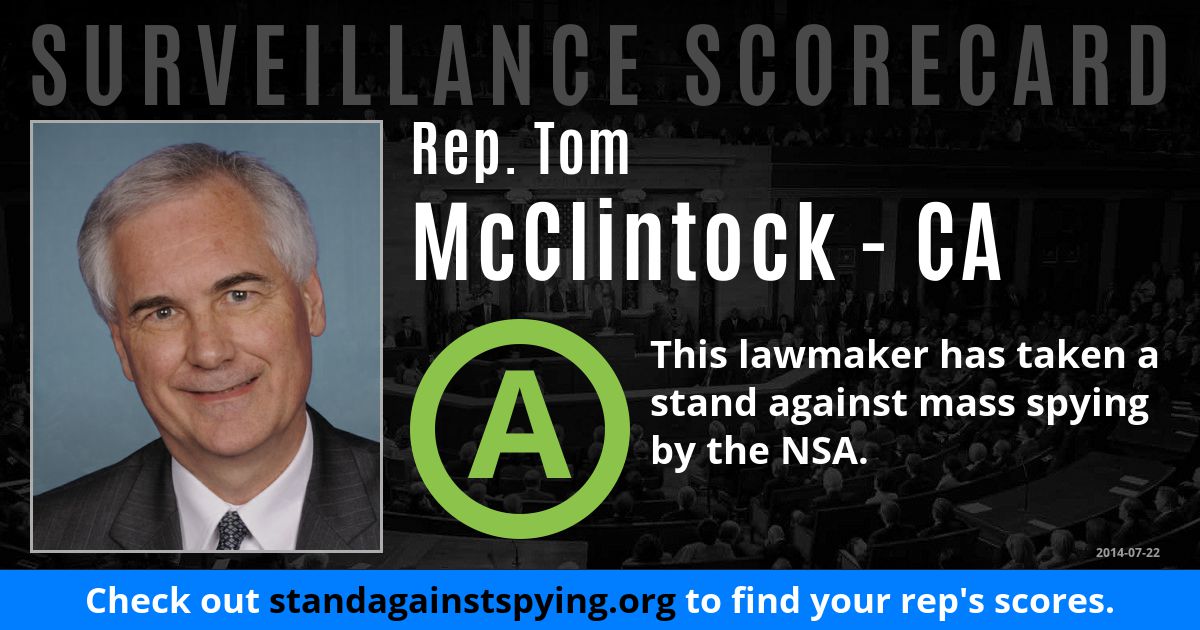 SURVEILLANCE SCORECARD
Rep. Tom
McClintock - CA
A
This lawmaker has taken a
stand against mass spying
by the NSA.
2014-07-22
Check out standagainstspying.org to find your rep's scores.